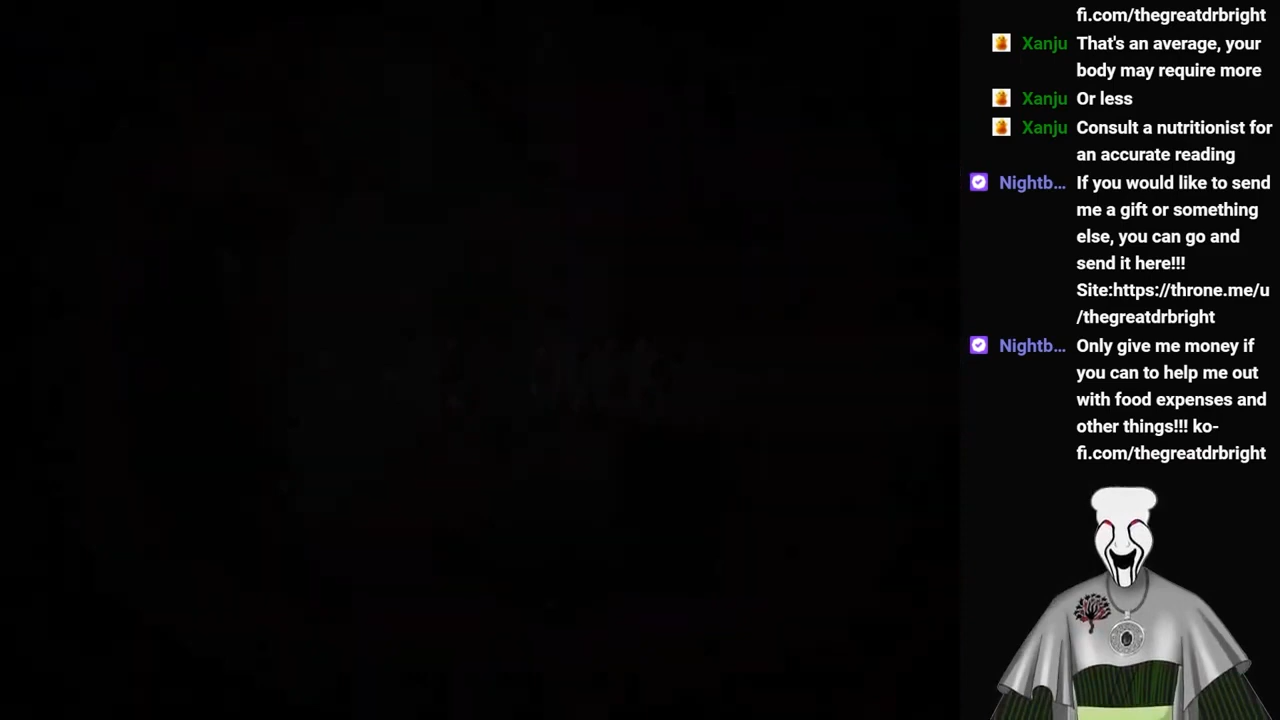 fi.com/thegreatdrbright
Xanju That's an average, your
body may require more
Xanju Or less
Xanju Consult a nutritionist for
an accurate reading
Nightb... If you would like to send
me a gift or something
else, you can go and
send it here!!!
Site:https://throne.me/u
/thegreatdrbright
Nightb... Only give me money if
you can to help me out
with food expenses and
other things!!! ko-
fi.com/thegreatdrbright